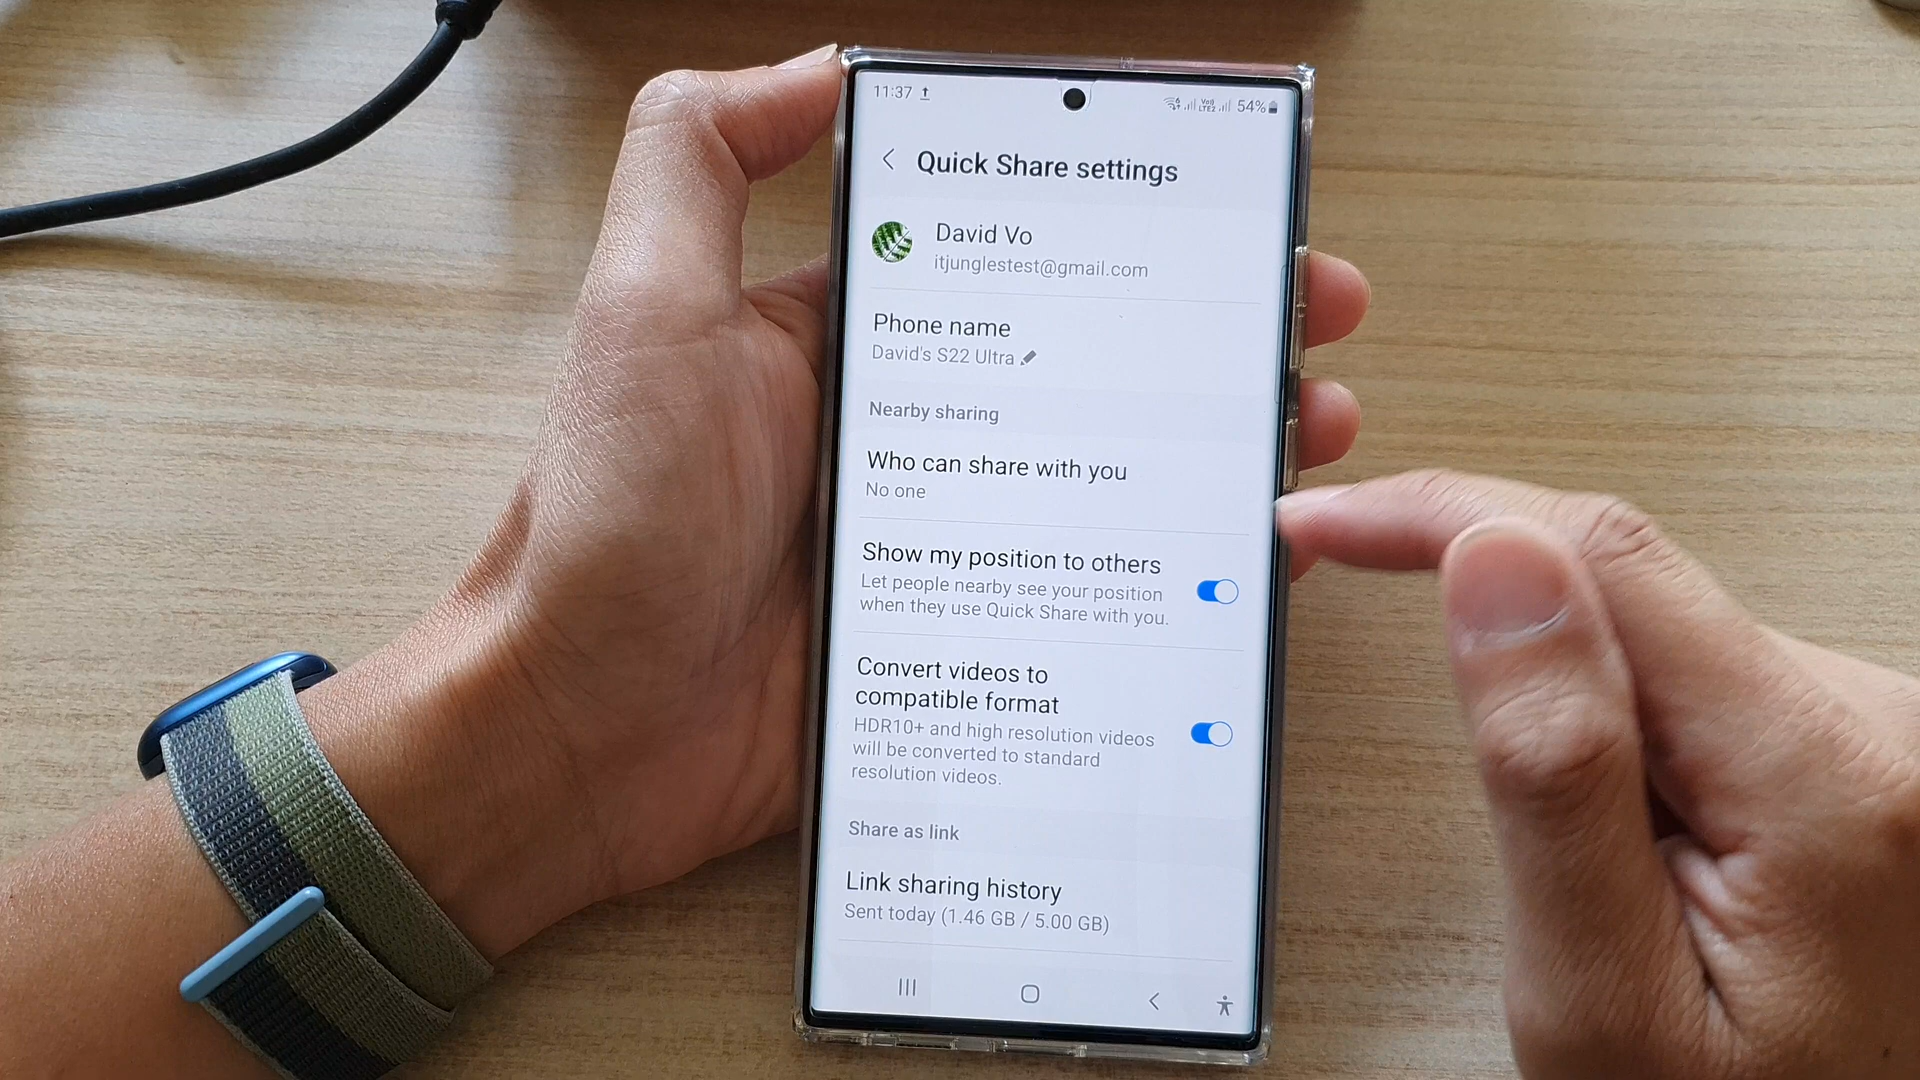 11:37
Vo)) LTE2 54%
Quick Share settings
David Vo
itjunglestest@gmail.com
Phone name
David's S22 Ultra
Nearby sharing
Who can share with you
No one
Show my position to others
Let people nearby see your position
when they use Quick Share with you.
Convert videos to
compatible format
HDR10+ and high resolution videos
will be converted to standard
resolution videos.
Share as link
Link sharing history
Sent today (1.46 GB / 5.00 GB)